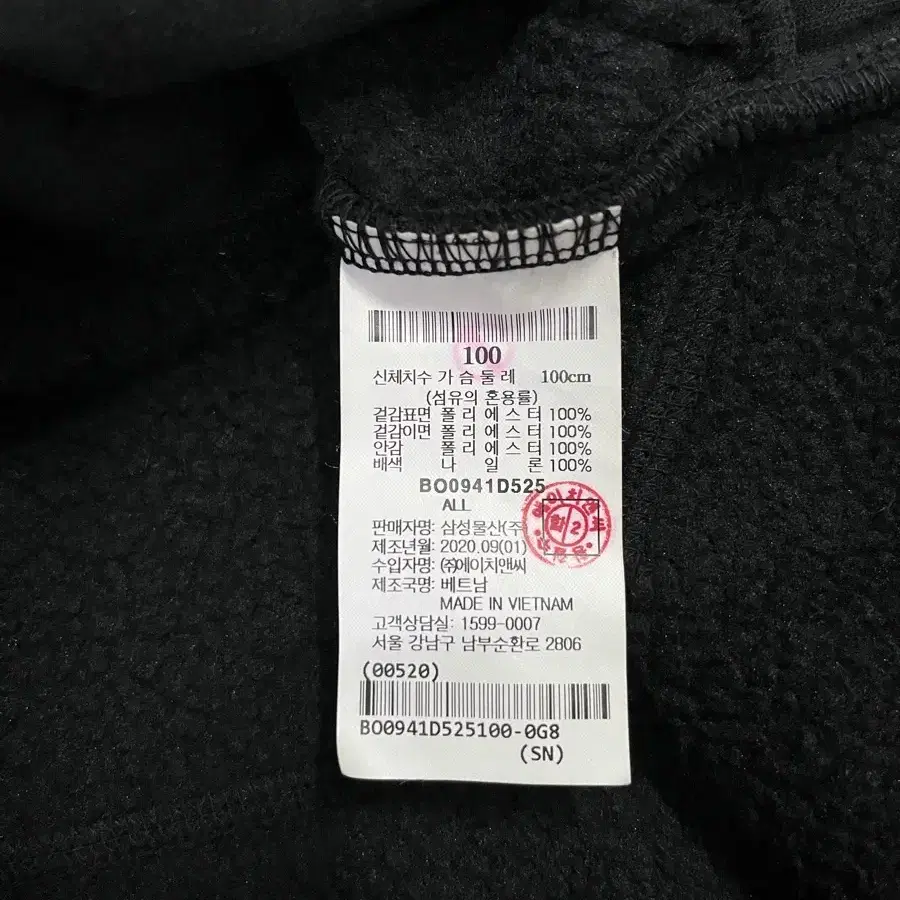 100
신체치수 가 슴 둘 레 100cm
(섬유의 혼용률)
겉감표면 폴 리 에 스 터 100%
겉감이면 폴 리 에 스 터 100%
안감 폴 리 에 스 터 100%
배색 나 일 론 100%
BO0941D525
ALL
판매자명: 삼성물산(주
제조년월: 2020.09(01)
수입자명: (주)에이치앤씨
제조국명: 베트남
MADE IN VIETNAM
고객상담실: 1599-0007
서울 강남구 남부순환로 2806
(00520)
BO0941D525100-0G8
(SN)